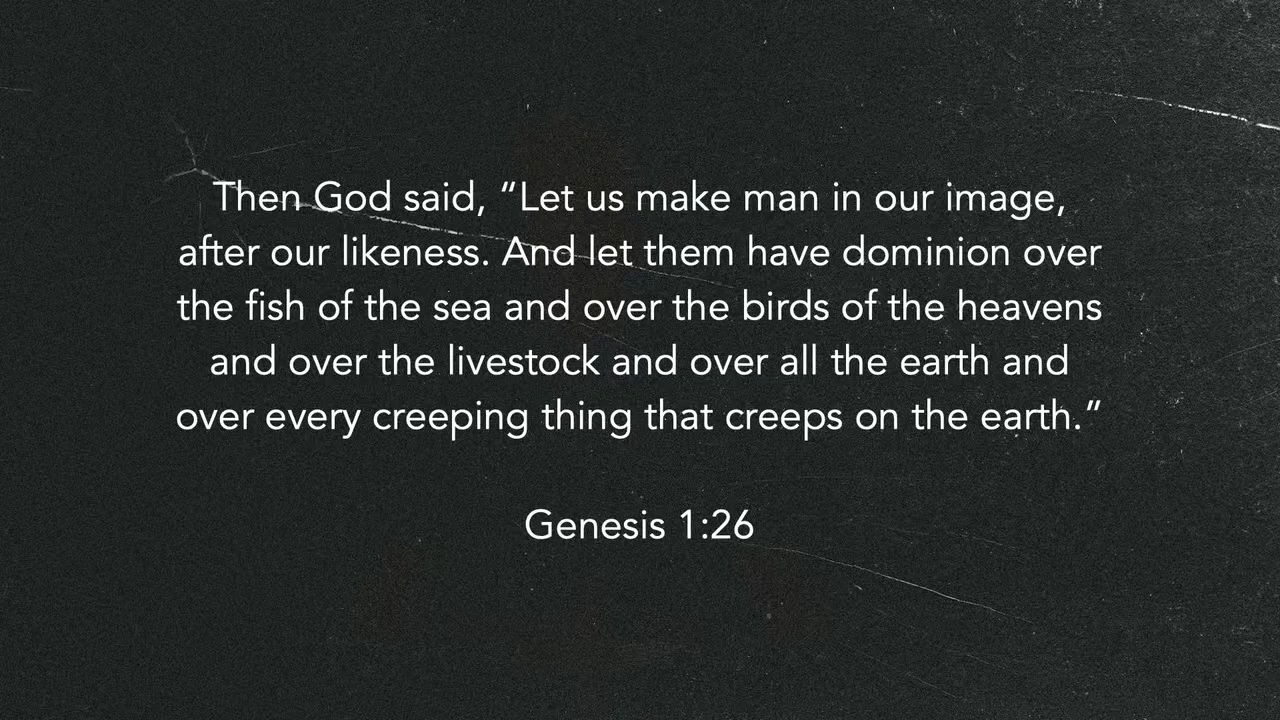 Then God said, “Let us make man in our image,
after our likeness. And let them have dominion over
the fish of the sea and over the birds of the heavens
and over the livestock and over all the earth and
over every creeping thing that creeps on the earth.”
Genesis 1:26